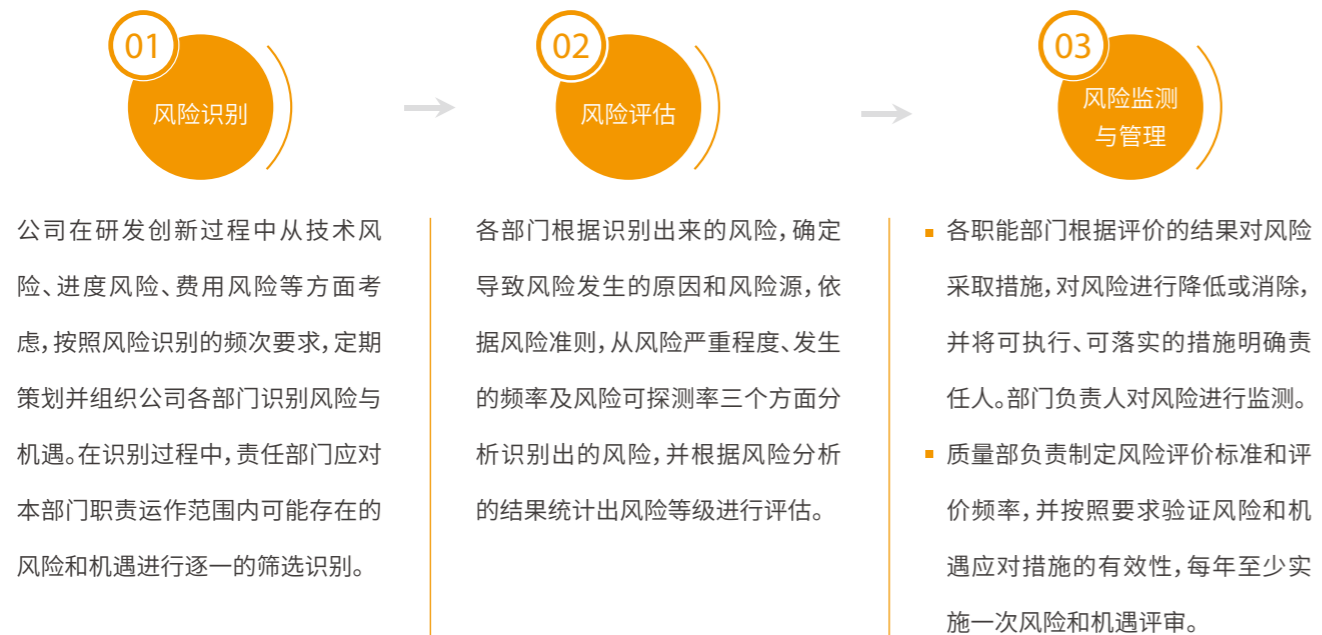 01
风险识别
公司在研发创新过程中从技术风
险、进度风险、费用风险等方面考
虑,按照风险识别的频次要求,定期
策划并组织公司各部门识别风险与
机遇。在识别过程中,责任部门应对
本部门职责运作范围内可能存在的
风险和机遇进行逐一的筛选识别。
02
风险评估
各部门根据识别出来的风险,确定
导致风险发生的原因和风险源,依
据风险准则,从风险严重程度、发生
的频率及风险可探测率三个方面分
析识别出的风险,并根据风险分析
的结果统计出风险等级进行评估。
03
风险监测
与管理
各职能部门根据评价的结果对风险
采取措施,对风险进行降低或消除,
并将可执行、可落实的措施明确责
任人。部门负责人对风险进行监测。
质量部负责制定风险评价标准和评
价频率,并按照要求验证风险和机
遇应对措施的有效性,每年至少实
施一次风险和机遇评审。